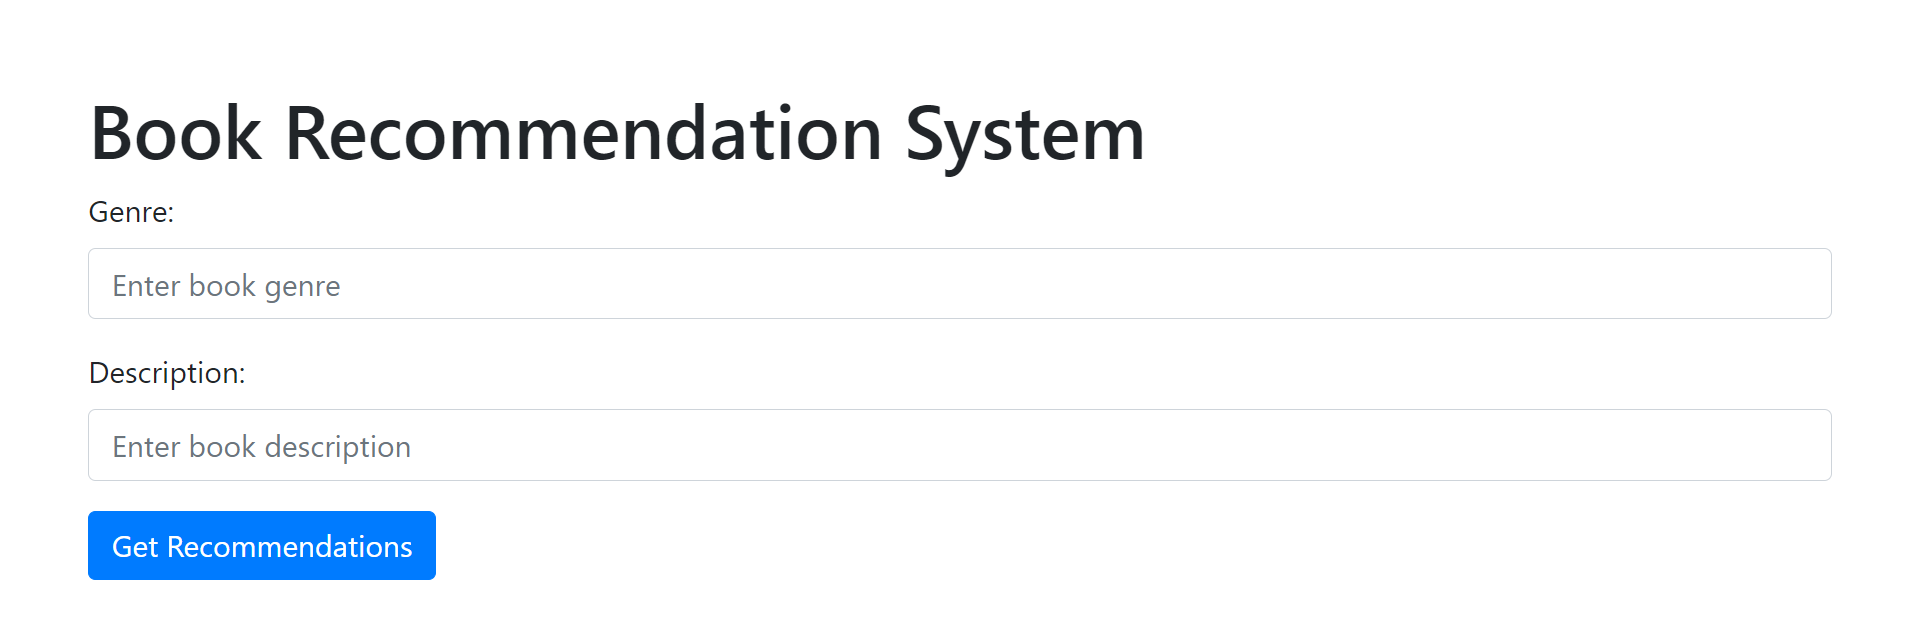 Book Recommendation System
Genre:
Enter book genre
Description:
Enter book description
Get Recommendations